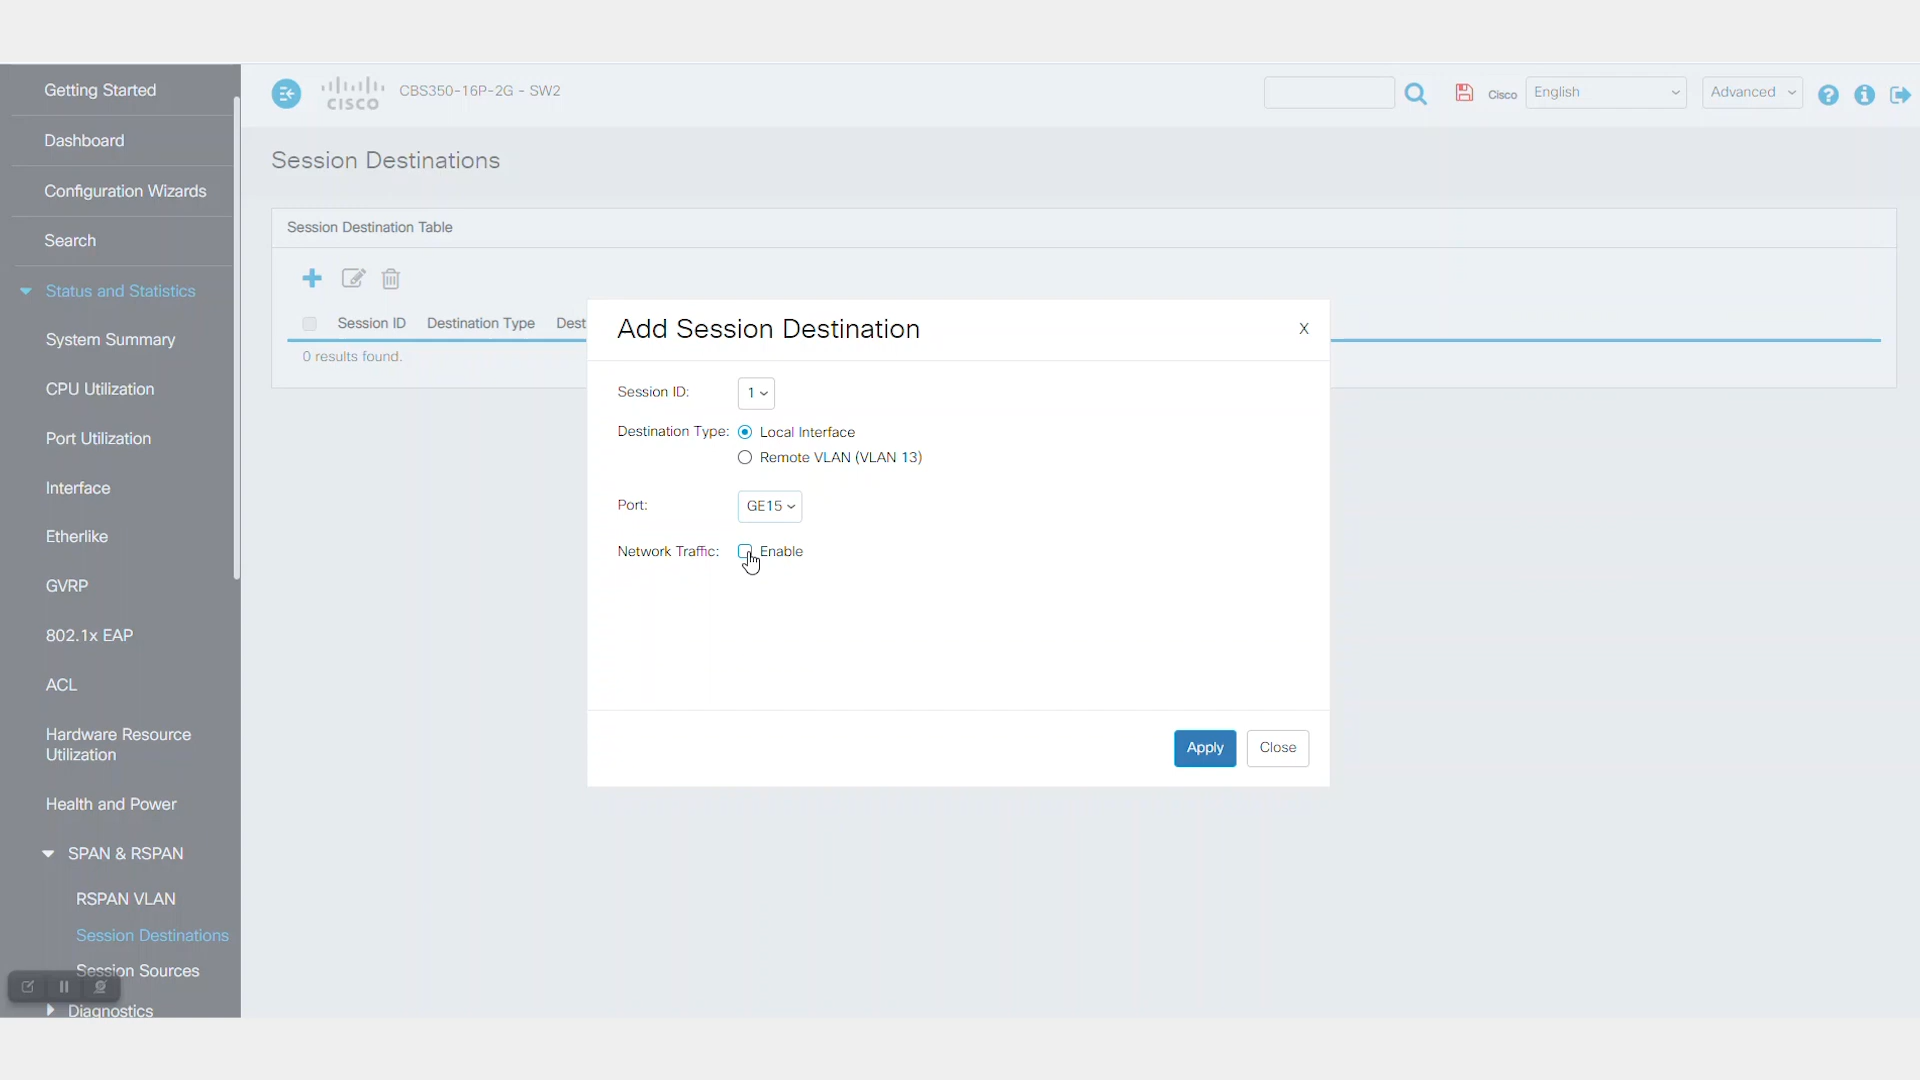 Getting Started
Dashboard
Configuration Wizards
Search
Status and Statistics
System Summary
CPU Utilization
Port Utilization
Interface
Etherlike
GVRP
802.1x EAP
ACL
Hardware Resource
Utilization
Health and Power
SPAN & RSPAN
RSPAN VLAN
Session Destinations
Session Sources
Diagnostics
CISCO
CBS350-16P-2G - SW2
Cisco
English
Advanced
Session Destinations
Session Destination Table
Session ID Destination Type Dest
0 results found.
Add Session Destination
X
Session ID: 1
Destination Type: Local Interface
Remote VLAN (VLAN 13)
Port: GE15
Network Traffic: Enable
Apply Close